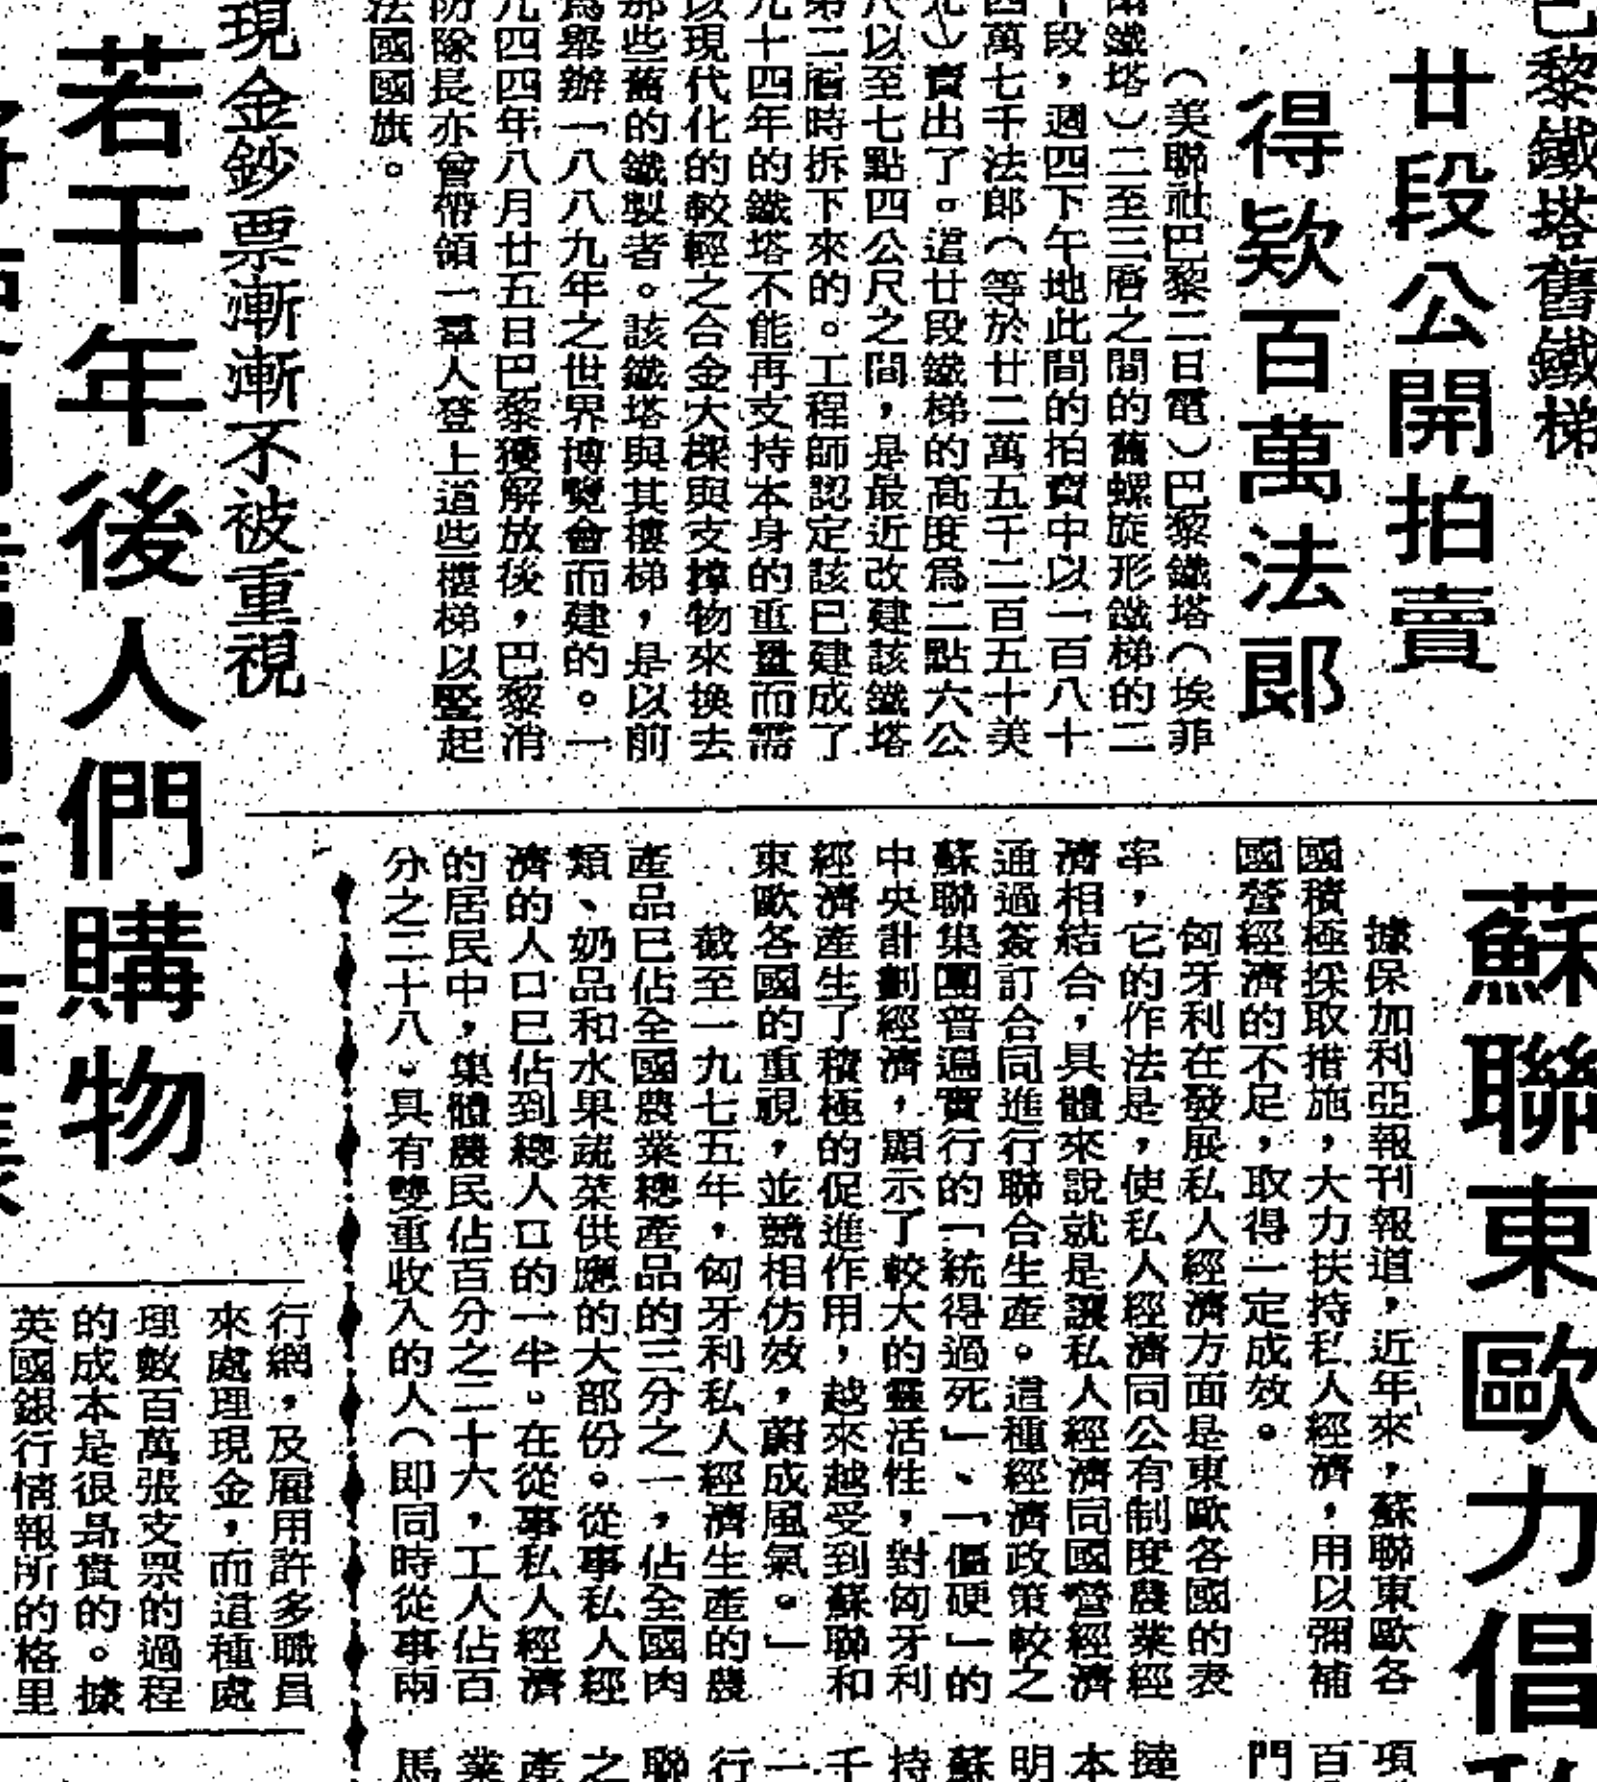 巴黎鐵塔舊鐵梯
廿段公開拍賣
得欵百萬法郎
（美聯社巴黎二日電）巴黎鐵塔（埃菲
鐵塔）二至三層之間的舊螺旋形鐵梯的二
十段，週四下午地此間的拍賣中以一百八十
四萬七千法郎（等於廿二萬五千二百五十美
元）賣出了。這廿段鐵梯的高度爲二點六公
尺以至七點四公尺之間，是最近改建該鐵塔
第二層時拆下來的。工程師認定該已建成了
九十四年的鐵塔不能再支持本身的重量而需
以現代化的較輕之合金大樑與支撑物來換去
那些舊的鐵製者。該鐵塔與其樓梯，是以前
爲舉辦一八八九年之世界博覽會而建的。一
九四四年八月廿五日巴黎獲解放後，巴黎消
防隊長亦曾帶領一羣人登上這些樓梯以竪起
法國國旗。
現金鈔票漸漸不被重視
若干年後人們購物
蘇聯東歐力倡私
據保加利亞報刊報道，近年來，蘇聯東歐各
國積極採取措施，大力扶持私人經濟，用以彌補
國營經濟的不足，取得一定成效。
匈牙利在發展私人經濟方面是東歐各國的表
率，它的作法是，使私人經濟同公有制度農業經
濟相結合，具體來說就是讓私人經濟同國營經濟
通過簽訂合同進行聯合生產。這種經濟政策較之
蘇聯集團普遍實行的「統得過死」、「僵硬」的
中央計劃經濟，顯示了較大的靈活性，對匈牙利
經濟產生了積極的促進作用，越來越受到蘇聯和
東歐各國的重視，並競相仿效，蔚成風氣。」
截至一九七五年，匈牙利私人經濟生產的農
產品已佔全國農業總產品的三分之一，佔全國肉
類、奶品和水果蔬菜供應的大部份。從事私人經
濟的人口已佔到總人口的一半。在從事私人經濟
的居民中，集體農民佔百分之二十六，工人佔百
分之二十八。具有雙重收入的人（即同時從事兩
項
百
門
撻
本
明
蘇
持
千
一
行
聯
之
產
業
馬
行網，及雇用許多職員
來處理現金，而這種處
理數百萬張支票的過程
的成本是很昂貴的。據
英國銀行情報所的格里